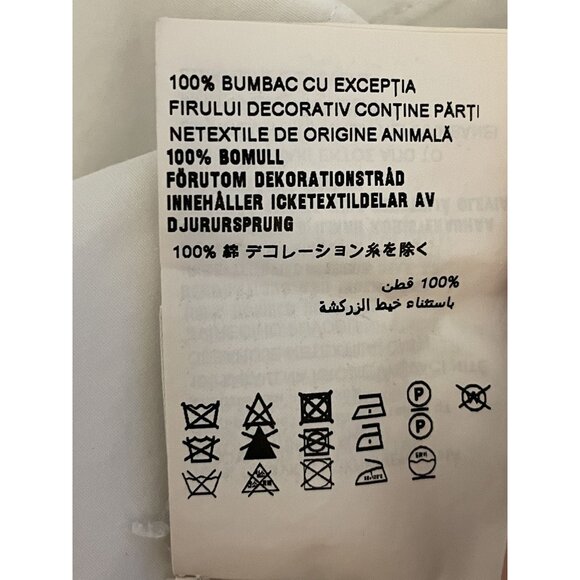 100% BUMBAC CU EXCEPȚIA
FIRULUI DECORATIV CONȚINE PĂRȚI
NETEXTILE DE ORIGINE ANIMALĂ
100% BOMULL
FÖRUTOM DEKORATIONSTRÅD
INNEHÅLLER ICKETEXTILDELAR AV
DJURURSPRUNG
100% 綿 デコレーション糸を除く
100% قطن
باستثناء خيط الزركشة
P
W
P